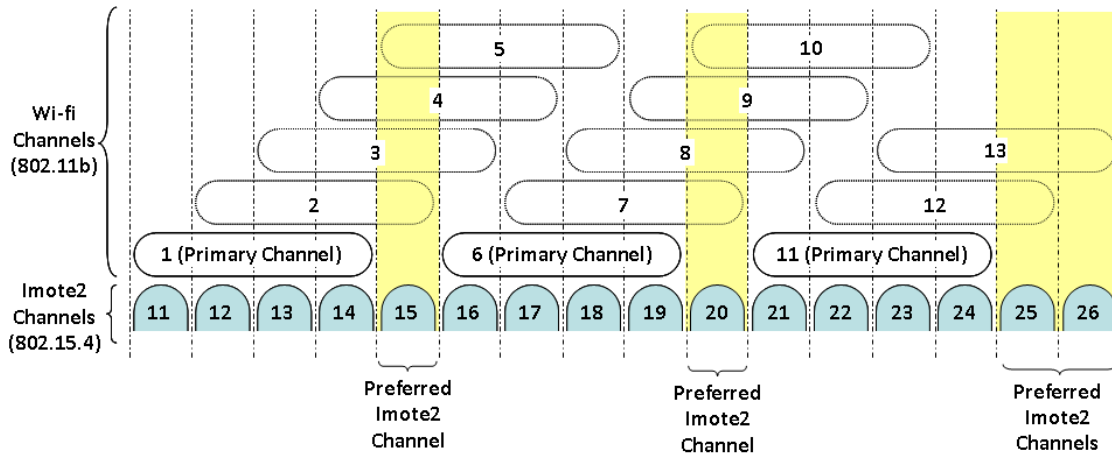 5
10
4
9
Wi-fi
Channels
(802.11b)
3
8
13
2
7
12
1 (Primary Channel)
6 (Primary Channel)
11 (Primary Channel)
Imote2
Channels
(802.15.4)
11
12
13
14
15
16
17
18
19
20
21
22
23
24
25
26
Preferred
Imote2
Channel
Preferred
Imote2
Channel
Preferred
Imote2
Channels